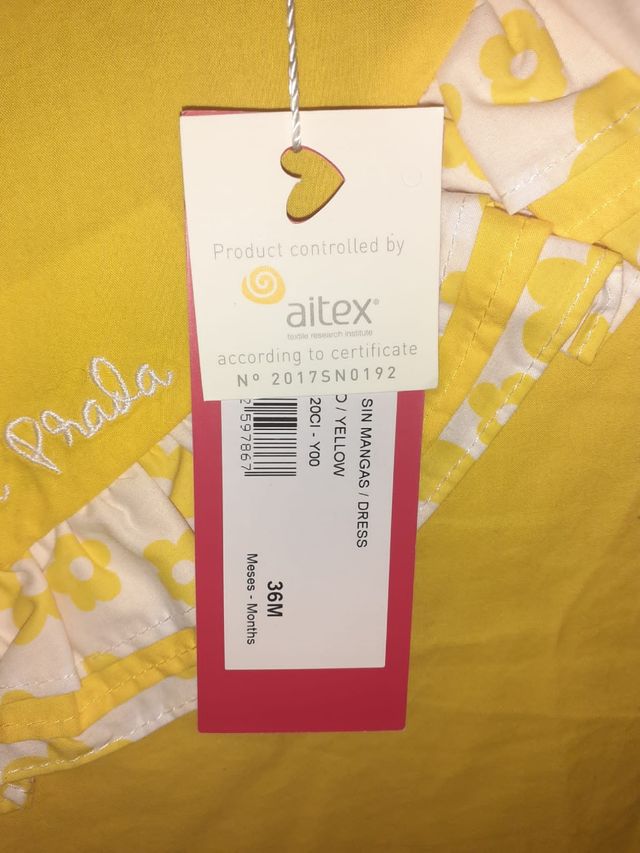 Product controlled by
aitex®
textile research institute
according to certificate
Nº 2017SN0192
Prada
SIN MANGAS / DRESS
/ YELLOW
20CI - Y00
597867
36M
Meses - Months